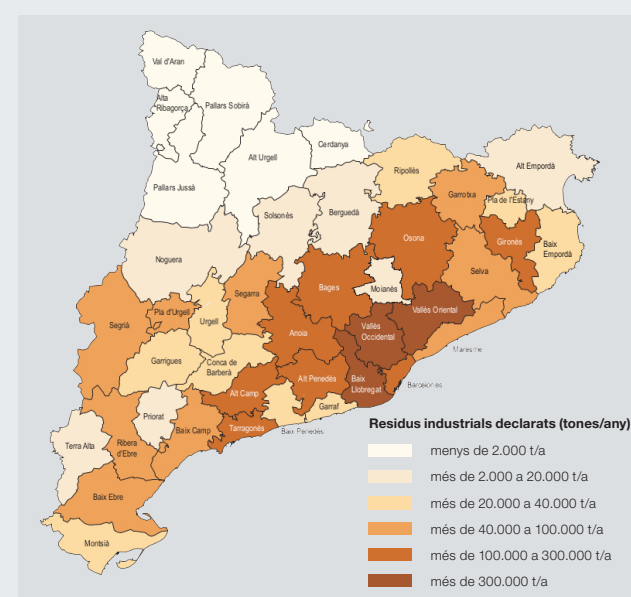 Val d'Aran
Alta
Ribagorça
Pallars Sobirà
Cerdanya
Alt Urgell
Pallars Jussà
Ripollès
Alt Empordà
Garrotxa
Pla de l'Estany
Solsonès
Berguedà
Osona
Gironès
Baix
Empordà
Noguera
Bages
Moianès
Selva
Segarra
Segrià
Pla d'Urgell
Urgell
Anoia
Vallès
Occidental
Vallès Oriental
Maresme
Garrigues
Conca de
Barberà
Alt Penedès
Baix
Llobregat
Barcelonès
Alt Camp
Garraf
Priorat
Baix Camp
Tarragonès
Baix Penedès
Terra Alta
Ribera
d'Ebre
Baix Ebre
Montsià
Residus industrials declarats (tones/any)
menys de 2.000 t/a
més de 2.000 a 20.000 t/a
més de 20.000 a 40.000 t/a
més de 40.000 a 100.000 t/a
més de 100.000 a 300.000 t/a
més de 300.000 t/a